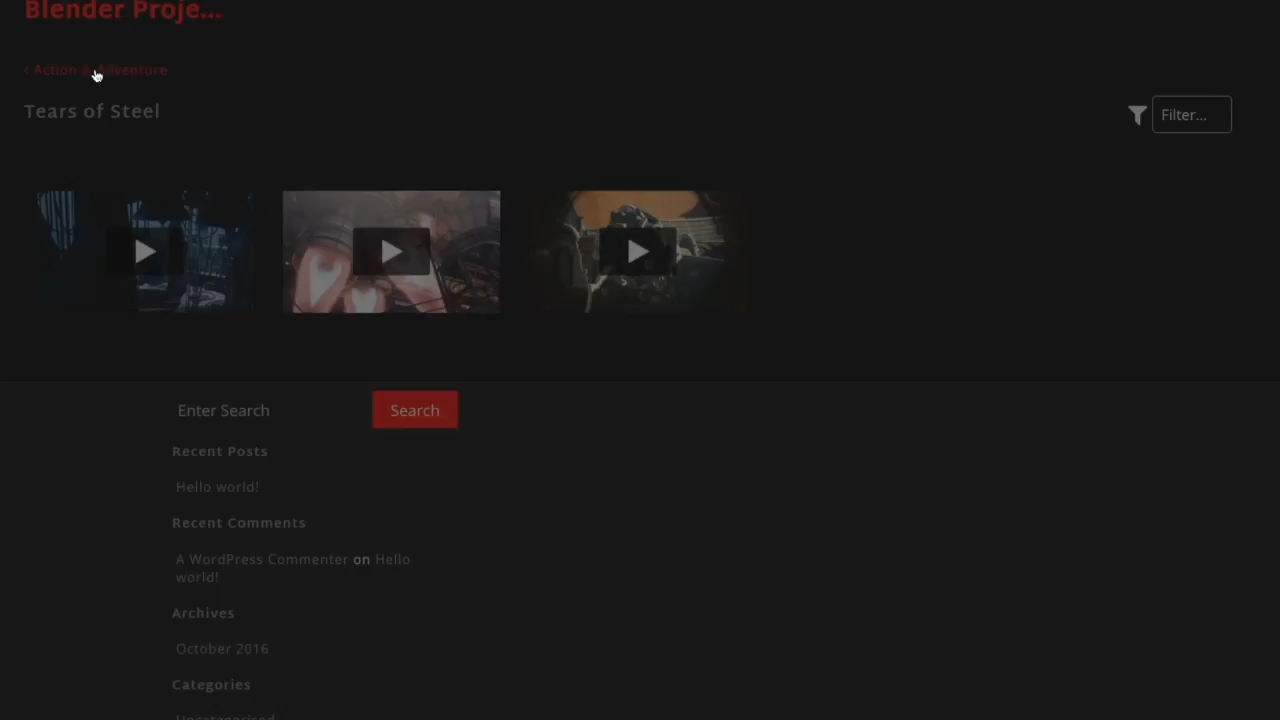 Blender Proje...
‹ Action & Adventure
Tears of Steel
Filter...
Enter Search
Search
Recent Posts
Hello world!
Recent Comments
A WordPress Commenter on Hello
world!
Archives
October 2016
Categories
Uncategorised